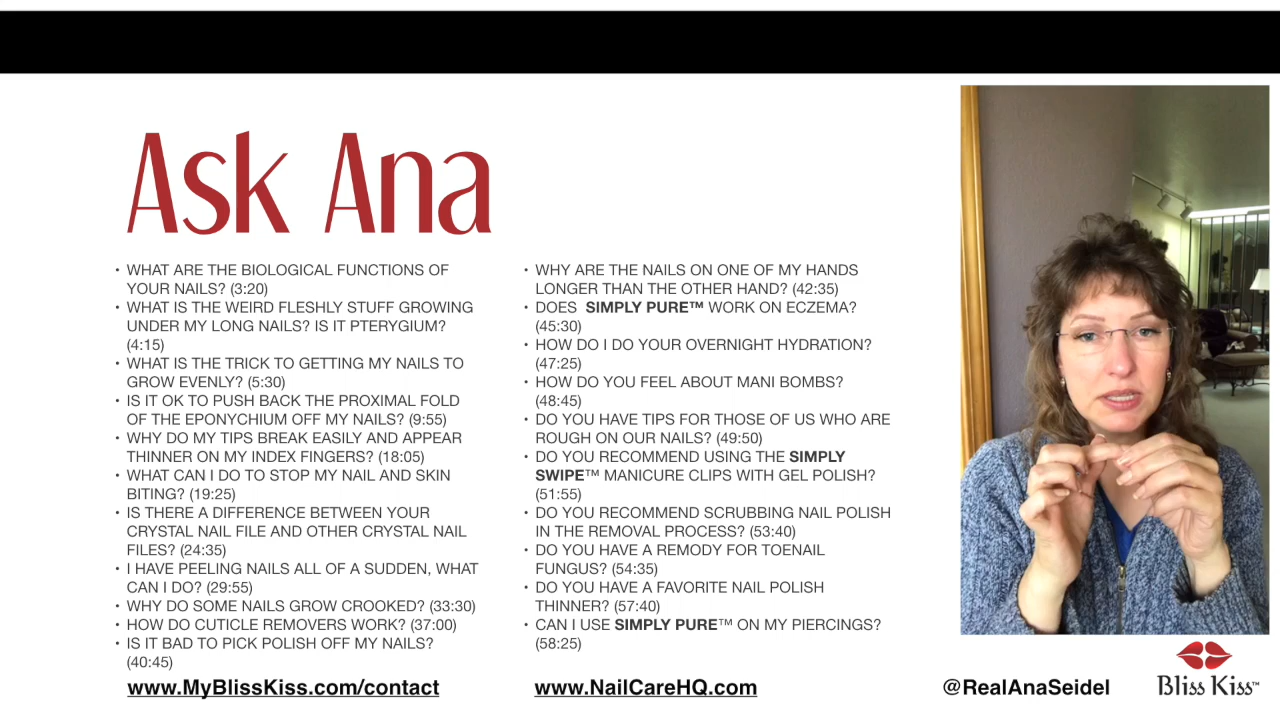 Ask Ana
• WHAT ARE THE BIOLOGICAL FUNCTIONS OF
YOUR NAILS? (3:20)
• WHAT IS THE WEIRD FLESHLY STUFF GROWING
UNDER MY LONG NAILS? IS IT PTERYGIUM?
(4:15)
• WHAT IS THE TRICK TO GETTING MY NAILS TO
GROW EVENLY? (5:30)
• IS IT OK TO PUSH BACK THE PROXIMAL FOLD
OF THE EPONYCHIUM OFF MY NAILS? (9:55)
• WHY DO MY TIPS BREAK EASILY AND APPEAR
THINNER ON MY INDEX FINGERS? (18:05)
• WHAT CAN I DO TO STOP MY NAIL AND SKIN
BITING? (19:25)
• IS THERE A DIFFERENCE BETWEEN YOUR
CRYSTAL NAIL FILE AND OTHER CRYSTAL NAIL
FILES? (24:35)
• I HAVE PEELING NAILS ALL OF A SUDDEN, WHAT
CAN I DO? (29:55)
• WHY DO SOME NAILS GROW CROOKED? (33:30)
• HOW DO CUTICLE REMOVERS WORK? (37:00)
• IS IT BAD TO PICK POLISH OFF MY NAILS?
(40:45)
• WHY ARE THE NAILS ON ONE OF MY HANDS
LONGER THAN THE OTHER HAND? (42:35)
• DOES SIMPLY PURE™ WORK ON ECZEMA?
(45:30)
• HOW DO I DO YOUR OVERNIGHT HYDRATION?
(47:25)
• HOW DO YOU FEEL ABOUT MANI BOMBS?
(48:45)
• DO YOU HAVE TIPS FOR THOSE OF US WHO ARE
ROUGH ON OUR NAILS? (49:50)
• DO YOU RECOMMEND USING THE SIMPLY
SWIPE™ MANICURE CLIPS WITH GEL POLISH?
(51:55)
• DO YOU RECOMMEND SCRUBBING NAIL POLISH
IN THE REMOVAL PROCESS? (53:40)
• DO YOU HAVE A REMODY FOR TOENAIL
FUNGUS? (54:35)
• DO YOU HAVE A FAVORITE NAIL POLISH
THINNER? (57:40)
• CAN I USE SIMPLY PURE™ ON MY PIERCINGS?
(58:25)
www.MyBlissKiss.com/contact
www.NailCareHQ.com
@RealAnaSeidel
Bliss Kiss™